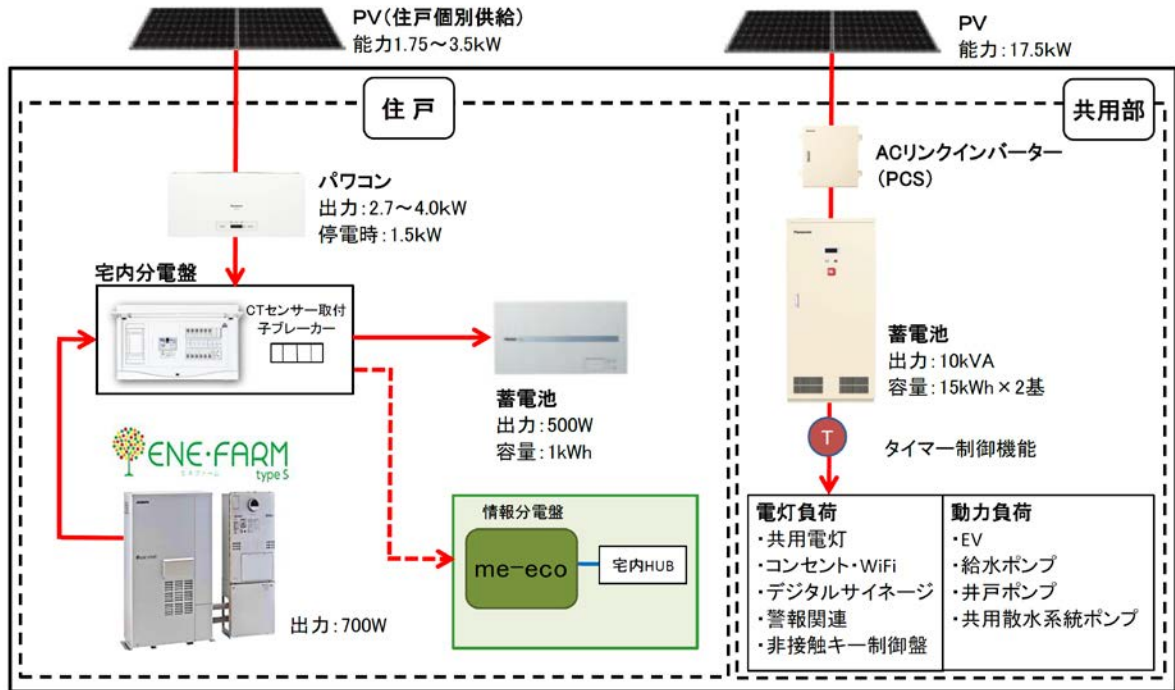 PV(住戸個別供給)
能力1.75～3.5kW
PV
能力:17.5kW
住戸
パワコン
出力:2.7～4.0kW
停電時:1.5kW
宅内分電盤
CTセンサー取付
子ブレーカー
蓄電池
出力:500W
容量:1kWh
ENE・FARM
エネファーム
type S
出力:700W
情報分電盤
me-eco
宅内HUB
共用部
ACリンクインバーター
(PCS)
Panasonic
蓄電池
出力:10kVA
容量:15kWh×2基
T
タイマー制御機能
電灯負荷
・共用電灯
・コンセント・WiFi
・デジタルサイネージ
・警報関連
・非接触キー制御盤
動力負荷
・EV
・給水ポンプ
・井戸ポンプ
・共用散水系統ポンプ